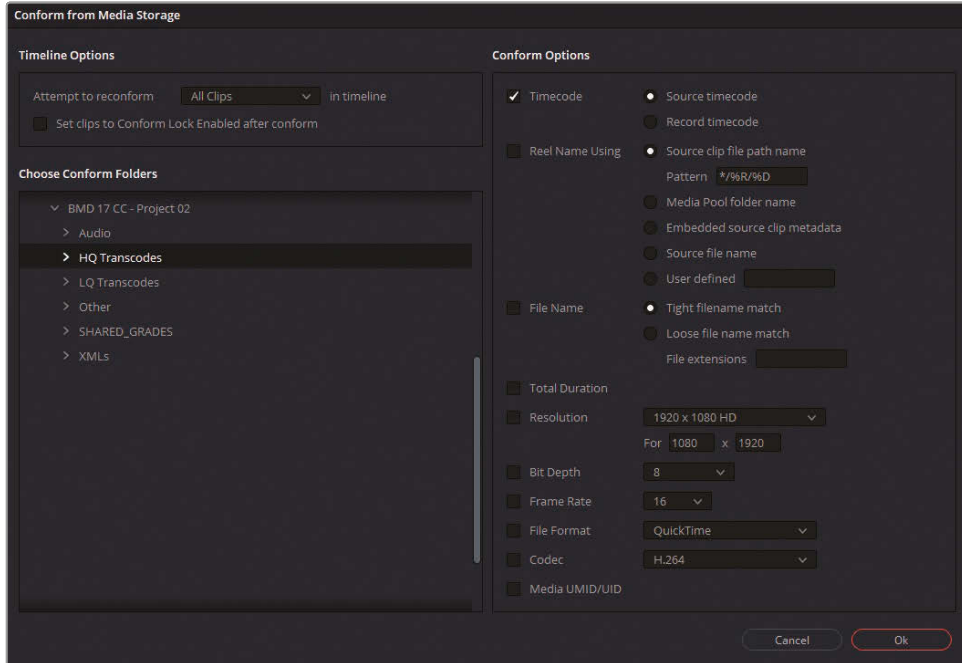 Conform from Media Storage
Timeline Options
Attempt to reconform All Clips in timeline
Set clips to Conform Lock Enabled after conform
Choose Conform Folders
BMD 17 CC - Project 02
Audio
HQ Transcodes
LQ Transcodes
Other
SHARED_GRADES
XMLs
Conform Options
Timecode Source timecode
Record timecode
Reel Name Using Source clip file path name
Pattern */%R/%D
Media Pool folder name
Embedded source clip metadata
Source file name
User defined
File Name Tight filename match
Loose file name match
File extensions
Total Duration
Resolution 1920 x 1080 HD
For 1080 x 1920
Bit Depth 8
Frame Rate 16
File Format QuickTime
Codec H.264
Media UMID/UID
Cancel Ok